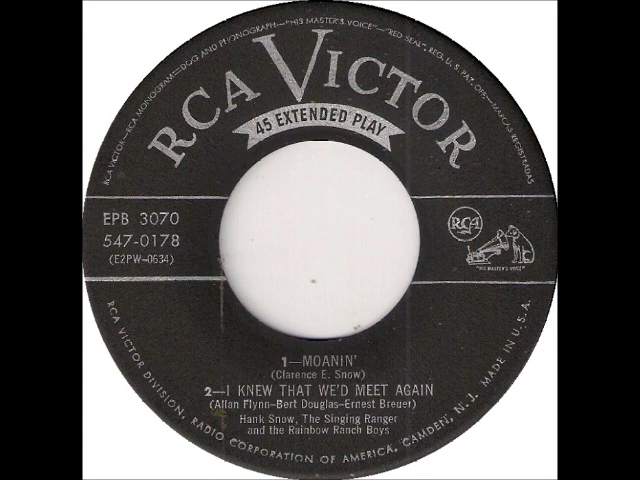 RCA VICTOR—RCA MONOGRAM—DOG AND PHONOGRAPH—"HIS MASTER'S VOICE"—"RED SEAL", REG. U. S. PAT. OFF.—MARCAS REGISTRADAS
RCA VICTOR
45 EXTENDED PLAY
EPB 3070
547-0178
(E2PW-0634)
RCA
"HIS MASTER'S VOICE"
1—MOANIN'
(Clarence E. Snow)
2—I KNEW THAT WE'D MEET AGAIN
(Allan Flynn-Bert Douglas-Ernest Breuer)
Hank Snow, The Singing Ranger
and the Rainbow Ranch Boys
RCA VICTOR DIVISION, RADIO CORPORATION OF AMERICA, CAMDEN, N. J. MADE IN U. S. A.